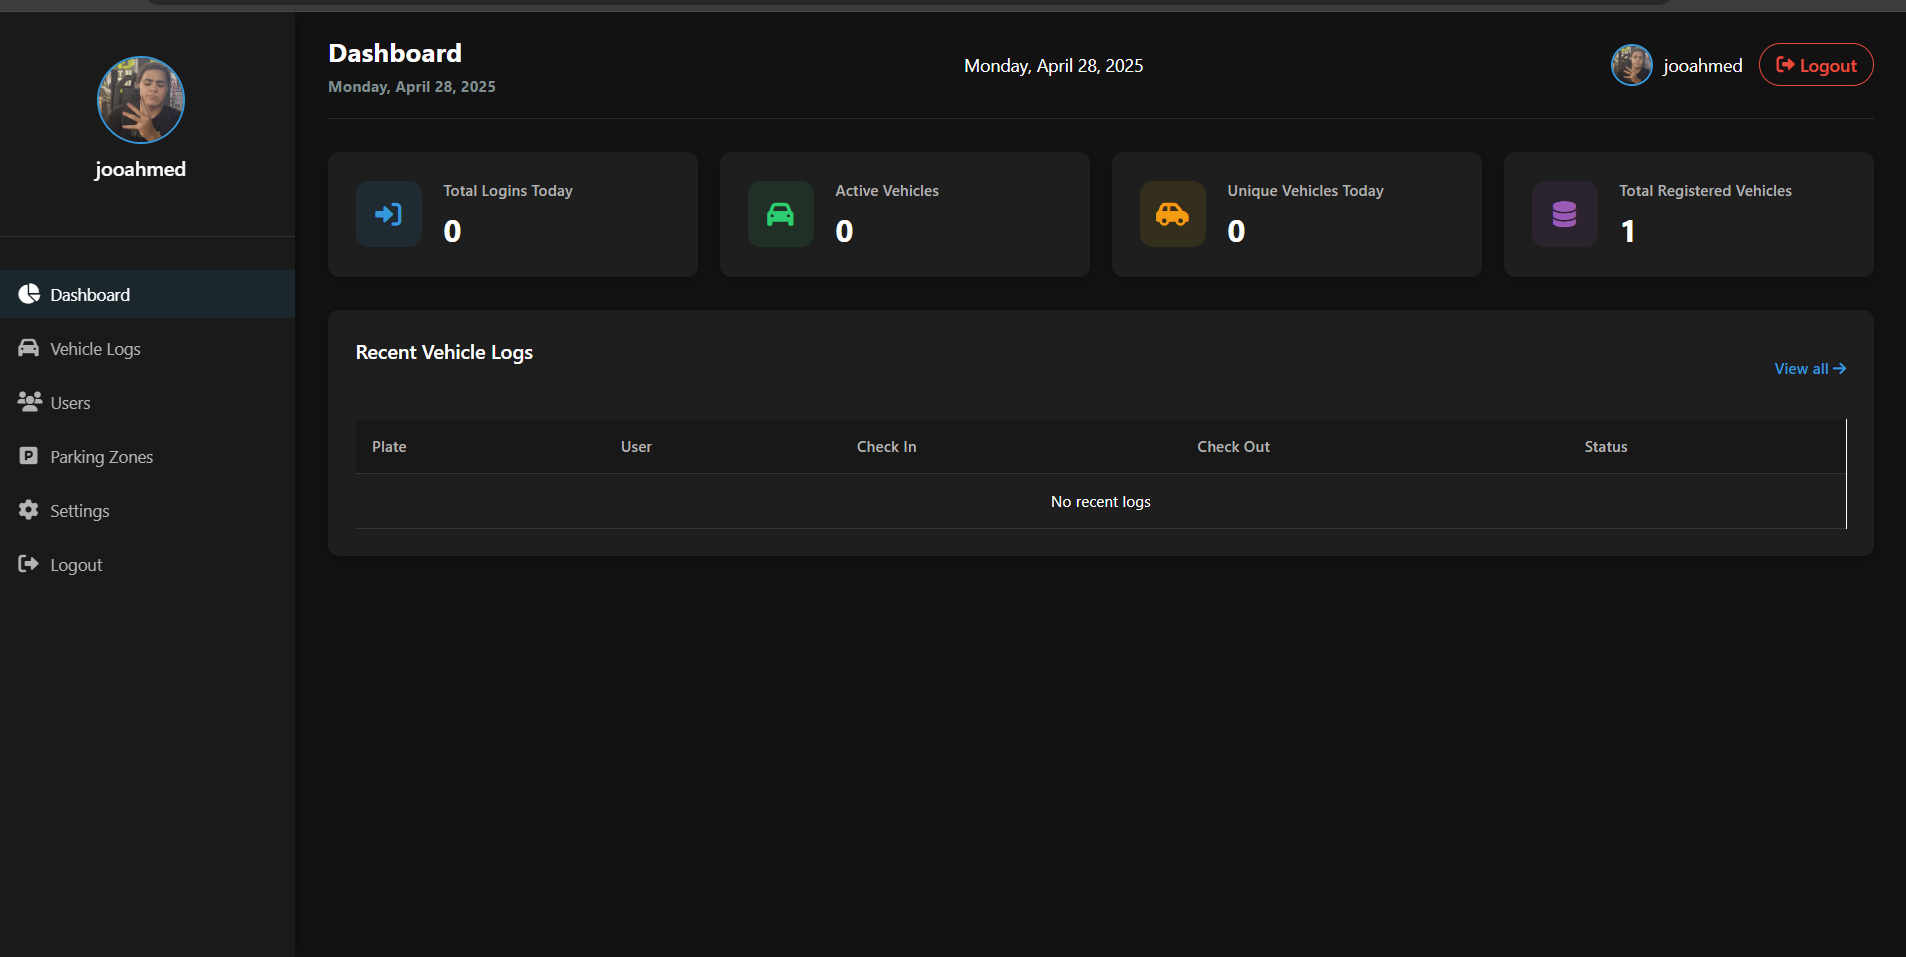 jooahmed
Dashboard
Vehicle Logs
Users
Parking Zones
Settings
Logout
Dashboard
Monday, April 28, 2025
Monday, April 28, 2025
jooahmed
Logout
Total Logins Today
0
Active Vehicles
0
Unique Vehicles Today
0
Total Registered Vehicles
1
Recent Vehicle Logs
View all
Plate User Check In Check Out Status
No recent logs